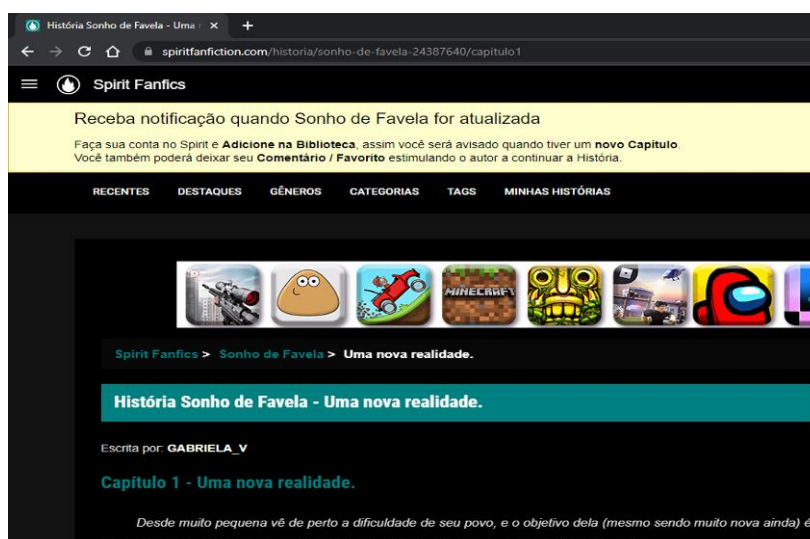 História Sonho de Favela - Uma
spiritfanfiction.com/historia/sonho-de-favela-24387640/capitulo1
Spirit Fanfics
Receba notificação quando Sonho de Favela for atualizada
Faça sua conta no Spirit e Adicione na Biblioteca, assim você será avisado quando tiver um novo Capítulo.
Você também poderá deixar seu Comentário / Favorito estimulando o autor a continuar a História.
RECENTES DESTAQUES GÊNEROS CATEGORIAS TAGS MINHAS HISTÓRIAS
MINECRAFT
Spirit Fanfics > Sonho de Favela > Uma nova realidade.
História Sonho de Favela - Uma nova realidade.
Escrita por: GABRIELA_V
Capítulo 1 - Uma nova realidade.
Desde muito pequena vê de perto a dificuldade de seu povo, e o objetivo dela (mesmo sendo muito nova ainda) é